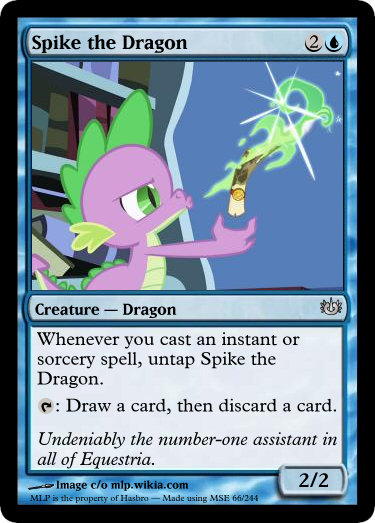 Spike the Dragon 2
Creature — Dragon
Whenever you cast an instant or
sorcery spell, untap Spike the
Dragon.
: Draw a card, then discard a card.
Undeniably the number-one assistant in
all of Equestria.
2/2
Image c/o mlp.wikia.com
MLP is the property of Hasbro — Made using MSE 66/244